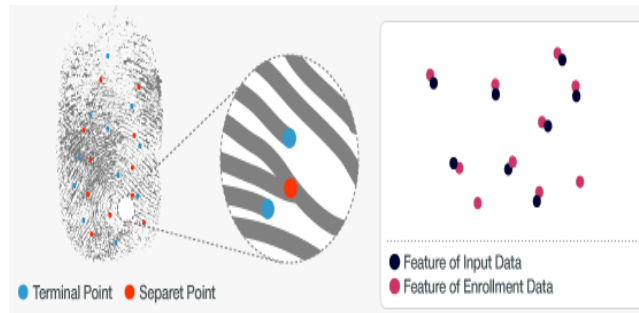 Terminal Point
Separet Point
Feature of Input Data
Feature of Enrollment Data